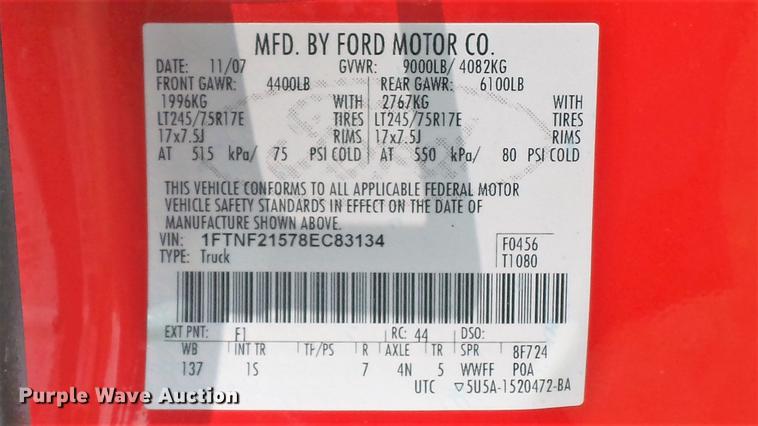 MFD. BY FORD MOTOR CO.
DATE: 11/07 GVWR: 9000LB/ 4082KG
FRONT GAWR: 4400LB REAR GAWR: 6100LB
1996KG WITH 2767KG WITH
LT245/75R17E TIRES LT245/75R17E TIRES
17x7.5J RIMS 17x7.5J RIMS
AT 515 kPa/ 75 PSI COLD AT 550 kPa/ 80 PSI COLD
THIS VEHICLE CONFORMS TO ALL APPLICABLE FEDERAL MOTOR
VEHICLE SAFETY STANDARDS IN EFFECT ON THE DATE OF
MANUFACTURE SHOWN ABOVE.
VIN: 1FTNF21578EC83134 F0456
TYPE: Truck T1080
EXT PNT: F1 RC: 44 DSO:
WB INT TR TP/PS R AXLE TR SPR 8F724
137 1S 7 4N 5 WWFF POA
UTC ▽5U5A-1520472-BA
Purple Wave Auction
purplewave.com